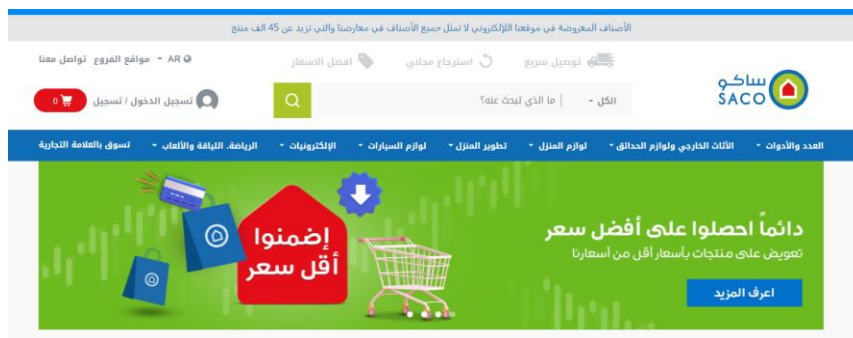 الأصناف المعروضة في موقعنا اللإلكتروني لا تمثل جميع الأصناف في معارضنا والتي تزيد عن 45 الف منتج
توصيل سريع استرجاع مجاني افضل الاسعار
AR مواقع الفروع تواصل معنا
ساكو
SACO
الكل ما الذي تبحث عنه؟
تسجيل الدخول / تسجيل 0
العدد والأدوات الأثاث الخارجي ولوازم الحدائق لوازم المنزل تطوير المنزل لوازم السيارات الإلكترونيات الرياضة، اللياقة والألعاب تسوق بالعلامة التجارية
دائماً احصلوا على أفضل سعر
تعويض على منتجات بأسعار أقل من أسعارنا
اعرف المزيد
إضمنوا
أقل سعر